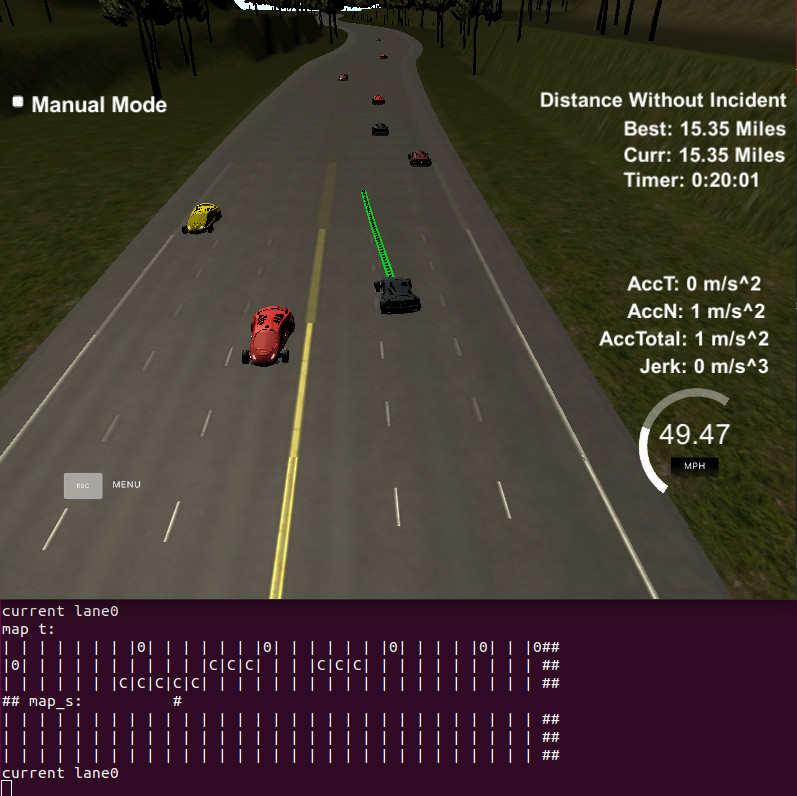 Manual Mode
Distance Without Incident
Best: 15.35 Miles
Curr: 15.35 Miles
Timer: 0:20:01
AccT: 0 m/s^2
AccN: 1 m/s^2
AccTotal: 1 m/s^2
Jerk: 0 m/s^3
49.47
MPH
ESC MENU
current lane0
map t:
| | | | | | | |0| | | | | | |0| | | | | | |0| | | | |0| | |0##
|0| | | | | | | | | | |C|C|C| | | |C|C|C| | | | | | | | | | ##
| | | | | | |C|C|C|C|C| | | | | | | | | | | | | | | | | | | ##
## map_s:          #
| | | | | | | | | | | | | | | | | | | | | | | | | | | | | | ##
| | | | | | | | | | | | | | | | | | | | | | | | | | | | | | ##
| | | | | | | | | | | | | | | | | | | | | | | | | | | | | | ##
current lane0